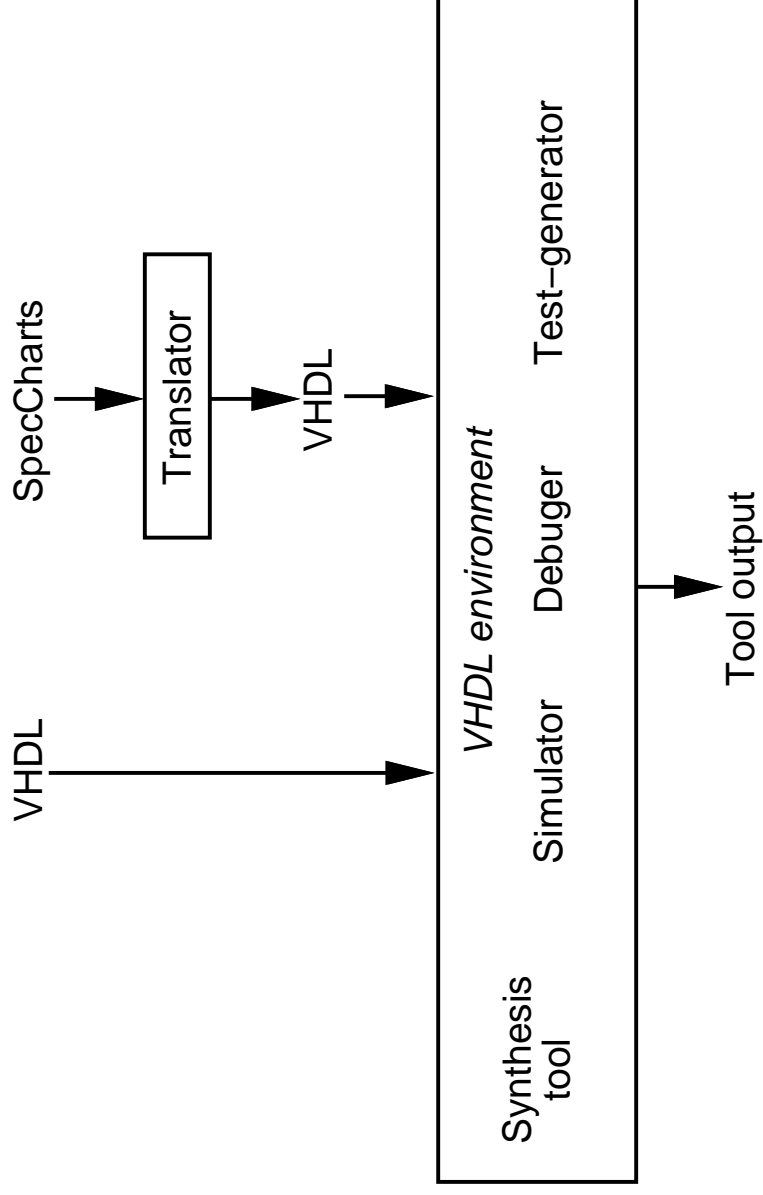 VHDL
SpecCharts
Translator
VHDL
VHDL environment
Synthesis
tool
Simulator
Debuger
Test−generator
Tool output